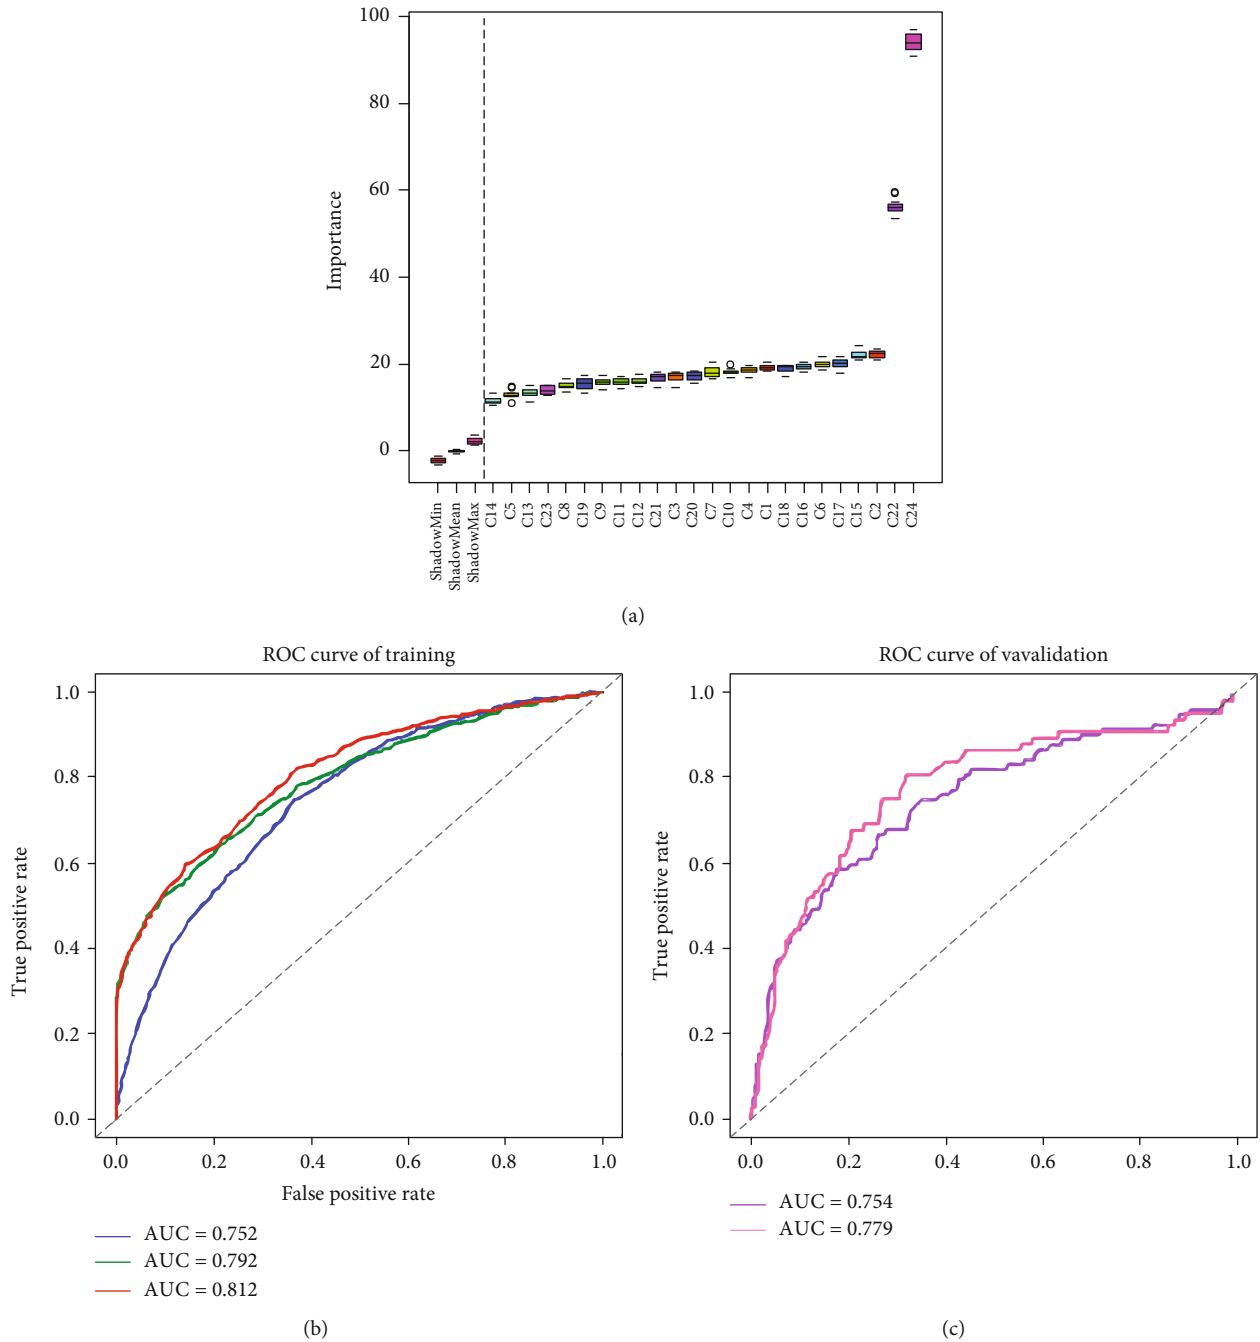 100
80
60
40
20
0
Importance
ShadowMin
ShadowMean
ShadowMax
C14
C5
C13
C23
C8
C19
C9
C11
C12
C21
C3
C20
C7
C10
C4
C1
C18
C16
C6
C17
C15
C2
C22
C24
(a)
ROC curve of training
1.0
0.8
0.6
0.4
0.2
0.0
True positive rate
0.0 0.2 0.4 0.6 0.8 1.0
False positive rate
AUC = 0.752
AUC = 0.792
AUC = 0.812
(b)
ROC curve of vavalidation
1.0
0.8
0.6
0.4
0.2
0.0
True positive rate
0.0 0.2 0.4 0.6 0.8 1.0
AUC = 0.754
AUC = 0.779
(c)